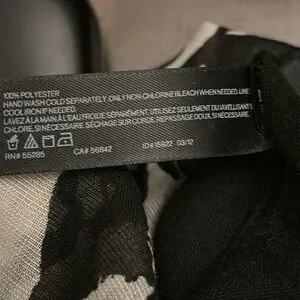 100% POLYESTER
HAND WASH COLD SEPARATELY. ONLY NON-CHLORINE BLEACH WHEN NEEDED. LINE
COOL IRON IF NEEDED.
LAVEZ À LA MAIN À L'EAU FROIDE SÉPARÉMENT. UTILISEZ SEULEMENT DU JAVELLISANT
CHLORE, SI NÉCESSAIRE. SÉCHAGE SUR CORDE. REPASSAGE DOUX, SI NÉCESSAIRE.
RN# 55285 CA# 56842 ID# 15922 03/12